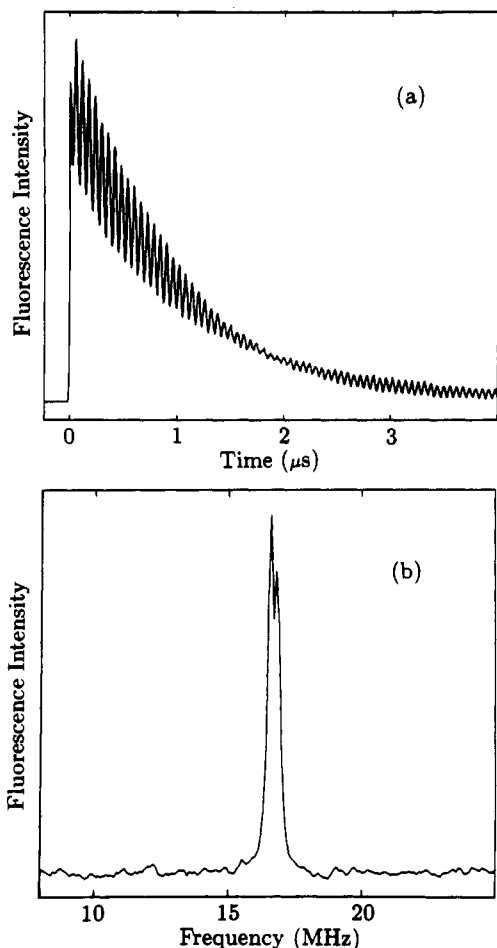 (a)
Fluorescence Intensity
0 1 2 3
Time (μs)
(b)
Fluorescence Intensity
10 15 20
Frequency (MHz)